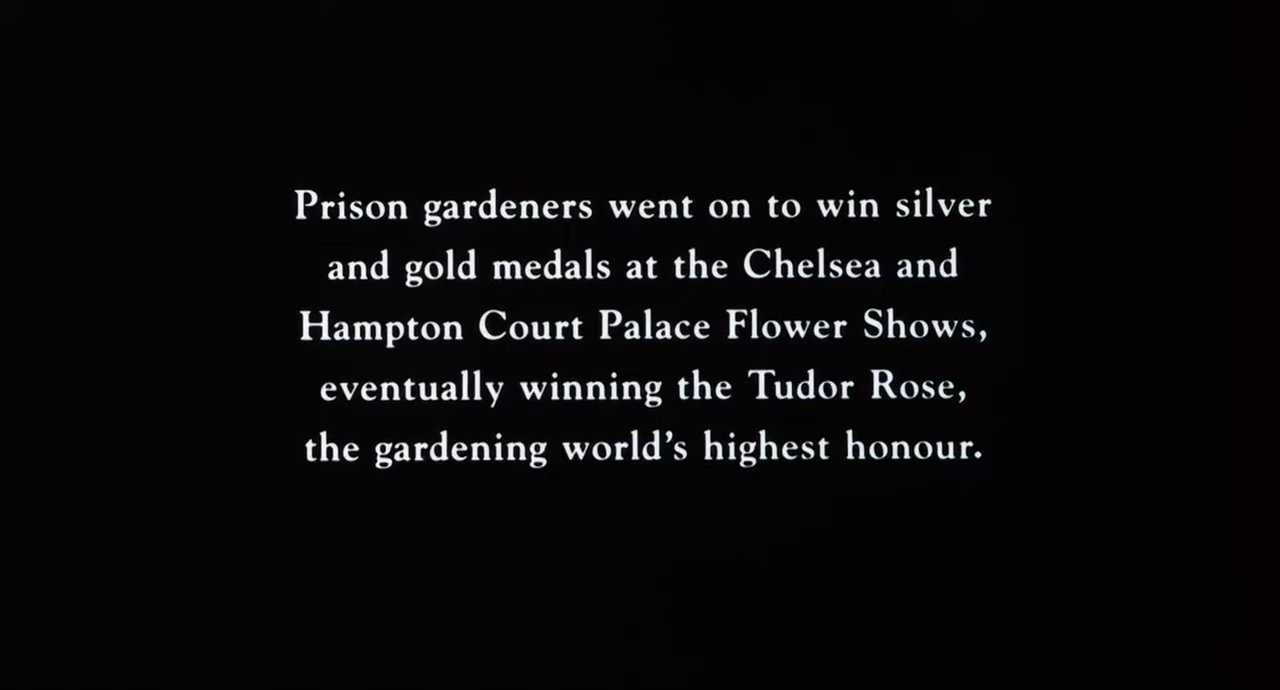 Prison gardeners went on to win silver
and gold medals at the Chelsea and
Hampton Court Palace Flower Shows,
eventually winning the Tudor Rose,
the gardening world’s highest honour.